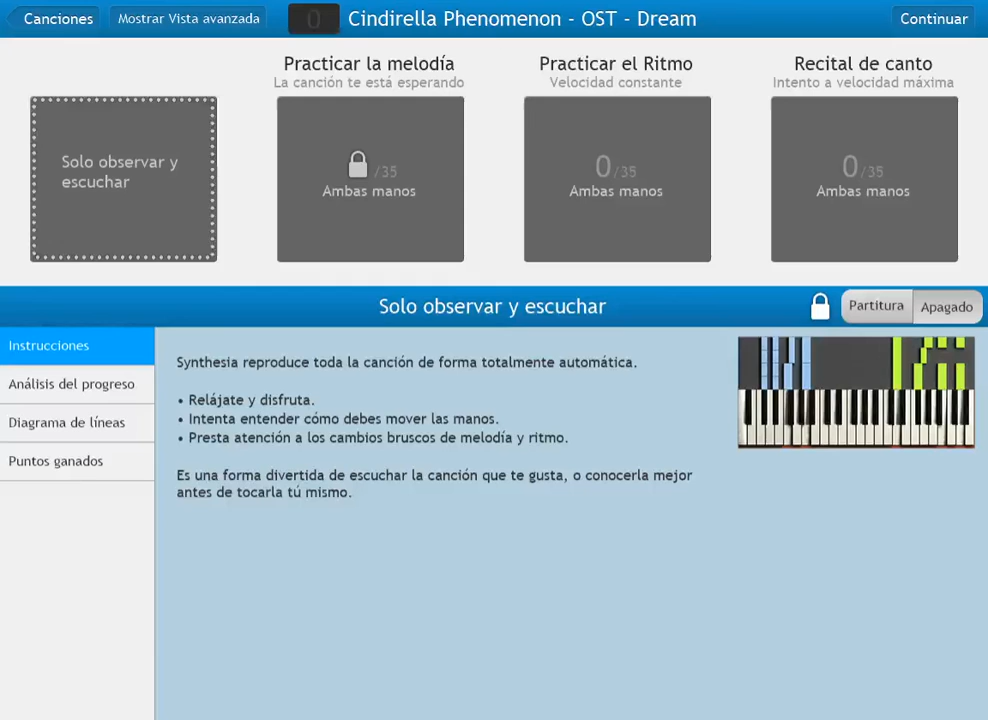 Canciones
Mostrar Vista avanzada
0
Cindirella Phenomenon - OST - Dream
Continuar
Practicar la melodía
La canción te está esperando
Practicar el Ritmo
Velocidad constante
Recital de canto
Intento a velocidad máxima
Solo observar y
escuchar
/35
Ambas manos
0/35
Ambas manos
0/35
Ambas manos
Solo observar y escuchar
Partitura
Apagado
Instrucciones
Análisis del progreso
Diagrama de líneas
Puntos ganados
Synthesia reproduce toda la canción de forma totalmente automática.
• Relájate y disfruta.
• Intenta entender cómo debes mover las manos.
• Presta atención a los cambios bruscos de melodía y ritmo.
Es una forma divertida de escuchar la canción que te gusta, o conocerla mejor
antes de tocarla tú mismo.